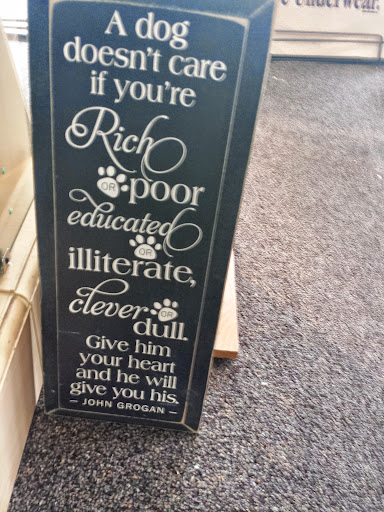 A dog
doesn't care
if you're
Rich
OR poor
educated
OR
illiterate,
clever OR
dull.
Give him
your heart
and he will
give you his.
– JOHN GROGAN –
Underwear.